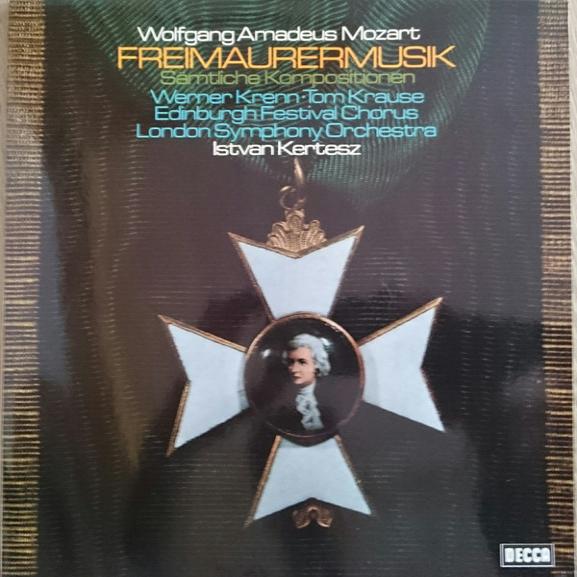 Wolfgang Amadeus Mozart
FREIMAURERMUSIK
Sämtliche Kompositionen
Werner Krenn·Tom Krause
Edinburgh Festival Chorus
London Symphony Orchestra
Istvan Kertesz
DECCA